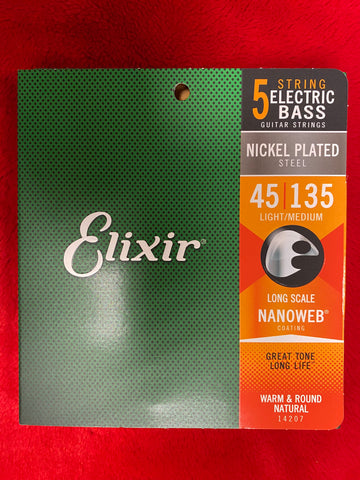 5 STRING
ELECTRIC
BASS
GUITAR STRINGS
NICKEL PLATED
STEEL
45|135
LIGHT/MEDIUM
Elixir®
LONG SCALE
NANOWEB®
COATING
GREAT TONE
LONG LIFE™
WARM & ROUND
NATURAL
14207